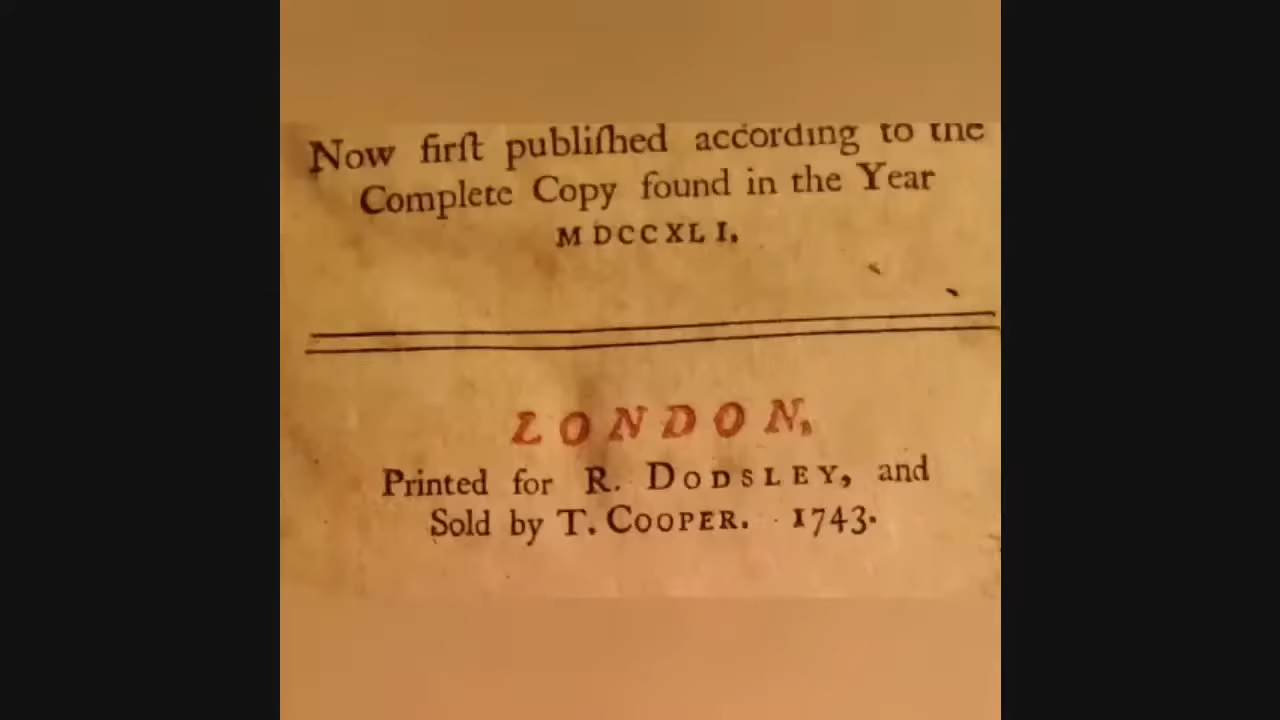 Now firſt publiſhed according to the
Complete Copy found in the Year
MDCCXLI.
LONDON,
Printed for R. DODSLEY, and
Sold by T. COOPER. 1743.